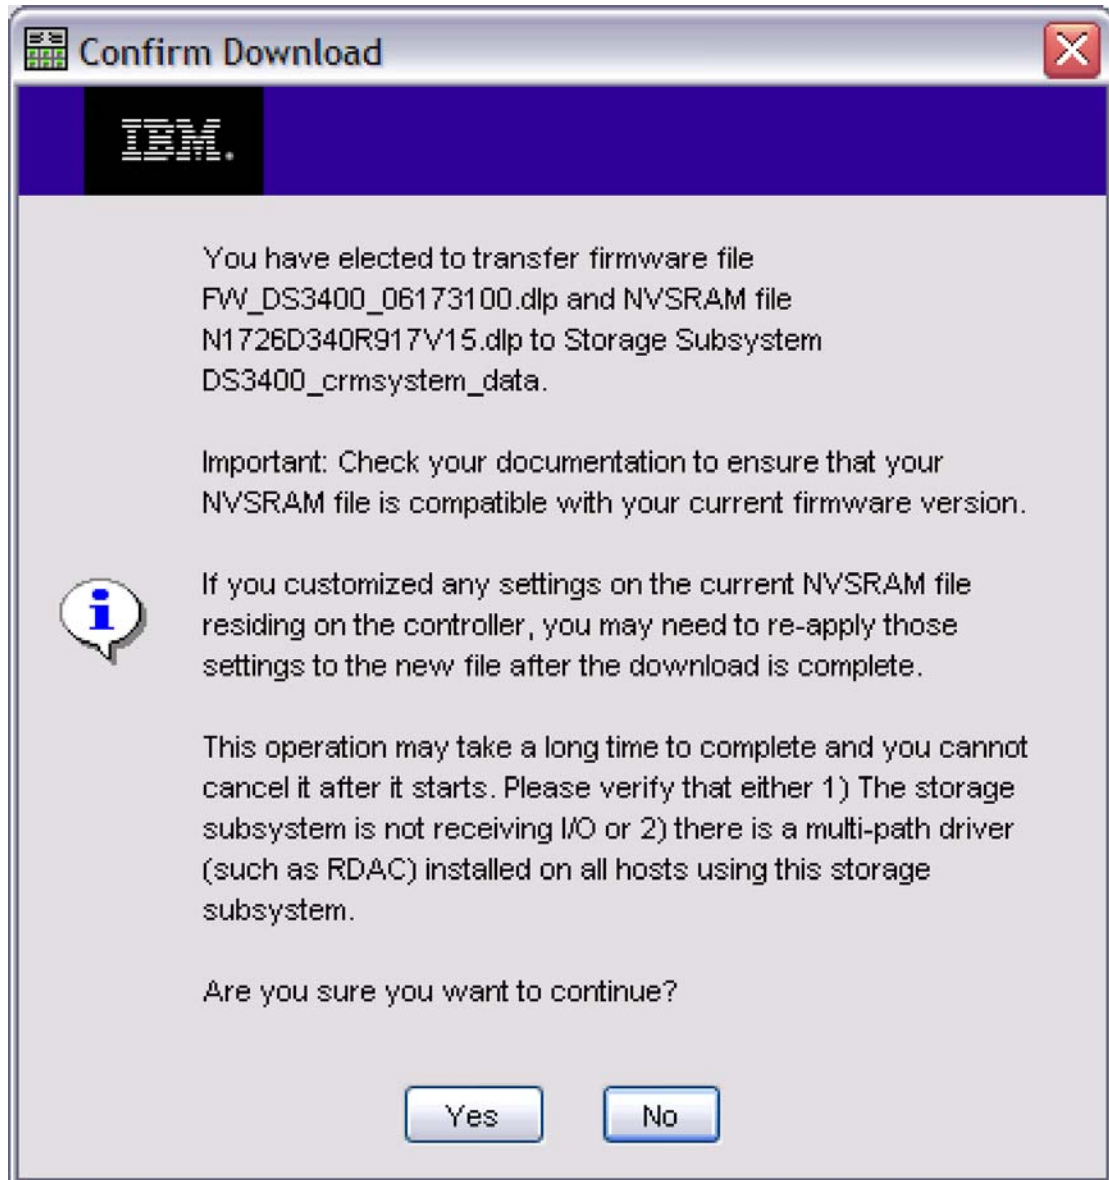 Confirm Download
IBM.
You have elected to transfer firmware file
FW_DS3400_06173100.dlp and NVSRAM file
N1726D340R917V15.dlp to Storage Subsystem
DS3400_crmsystem_data.
Important: Check your documentation to ensure that your
NVSRAM file is compatible with your current firmware version.
If you customized any settings on the current NVSRAM file
residing on the controller, you may need to re-apply those
settings to the new file after the download is complete.
This operation may take a long time to complete and you cannot
cancel it after it starts. Please verify that either 1) The storage
subsystem is not receiving I/O or 2) there is a multi-path driver
(such as RDAC) installed on all hosts using this storage
subsystem.
Are you sure you want to continue?
Yes No